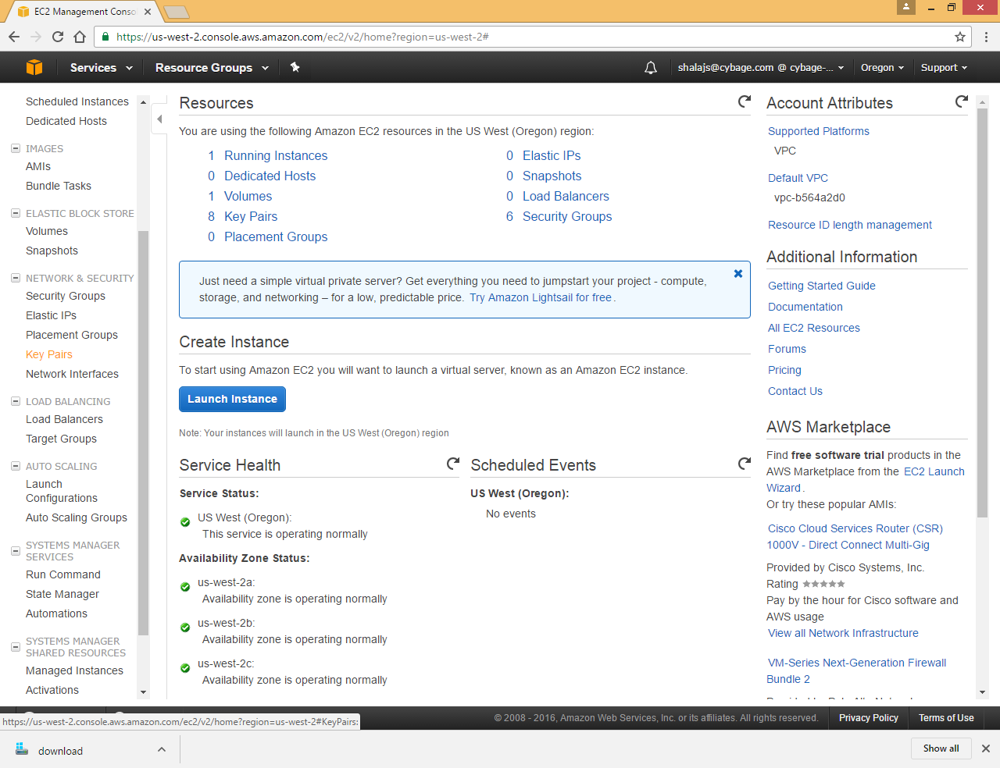 EC2 Management Conso
https://us-west-2.console.aws.amazon.com/ec2/v2/home?region=us-west-2#
Services
Resource Groups
shalajs@cybage.com @ cybage-...
Oregon
Support
Scheduled Instances
Dedicated Hosts
IMAGES
AMIs
Bundle Tasks
ELASTIC BLOCK STORE
Volumes
Snapshots
NETWORK & SECURITY
Security Groups
Elastic IPs
Placement Groups
Key Pairs
Network Interfaces
LOAD BALANCING
Load Balancers
Target Groups
AUTO SCALING
Launch
Configurations
Auto Scaling Groups
SYSTEMS MANAGER
SERVICES
Run Command
State Manager
Automations
SYSTEMS MANAGER
SHARED RESOURCES
Managed Instances
Activations
Resources
You are using the following Amazon EC2 resources in the US West (Oregon) region:
1 Running Instances
0 Elastic IPs
0 Dedicated Hosts
0 Snapshots
1 Volumes
0 Load Balancers
8 Key Pairs
6 Security Groups
0 Placement Groups
Just need a simple virtual private server? Get everything you need to jumpstart your project - compute,
storage, and networking – for a low, predictable price. Try Amazon Lightsail for free.
Create Instance
To start using Amazon EC2 you will want to launch a virtual server, known as an Amazon EC2 instance.
Launch Instance
Note: Your instances will launch in the US West (Oregon) region
Service Health
Service Status:
US West (Oregon):
This service is operating normally
Availability Zone Status:
us-west-2a:
Availability zone is operating normally
us-west-2b:
Availability zone is operating normally
us-west-2c:
Availability zone is operating normally
Scheduled Events
US West (Oregon):
No events
Account Attributes
Supported Platforms
VPC
Default VPC
vpc-b564a2d0
Resource ID length management
Additional Information
Getting Started Guide
Documentation
All EC2 Resources
Forums
Pricing
Contact Us
AWS Marketplace
Find free software trial products in the
AWS Marketplace from the EC2 Launch
Wizard.
Or try these popular AMIs:
Cisco Cloud Services Router (CSR)
1000V - Direct Connect Multi-Gig
Provided by Cisco Systems, Inc.
Rating ★★★★★
Pay by the hour for Cisco software and
AWS usage
View all Network Infrastructure
VM-Series Next-Generation Firewall
Bundle 2
https://us-west-2.console.aws.amazon.com/ec2/v2/home?region=us-west-2#KeyPairs:
© 2008 - 2016, Amazon Web Services, Inc. or its affiliates. All rights reserved.
Privacy Policy
Terms of Use
download
Show all